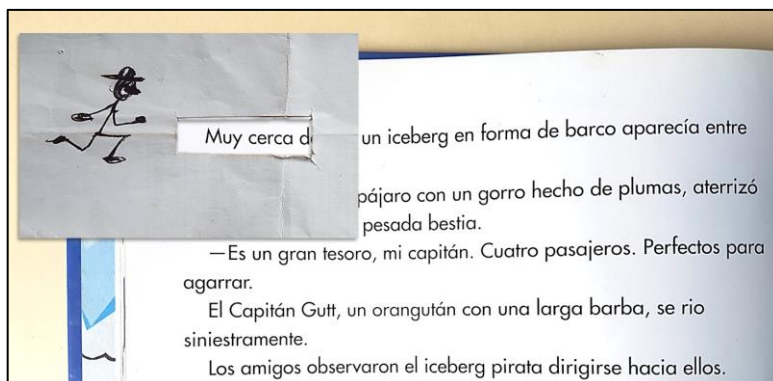 Muy cerca d un iceberg en forma de barco aparecía entre
pájaro con un gorro hecho de plumas, aterrizó
pesada bestia.
—Es un gran tesoro, mi capitán. Cuatro pasajeros. Perfectos para
agarrar.
El Capitán Gutt, un orangután con una larga barba, se rio
siniestramente.
Los amigos observaron el iceberg pirata dirigirse hacia ellos.